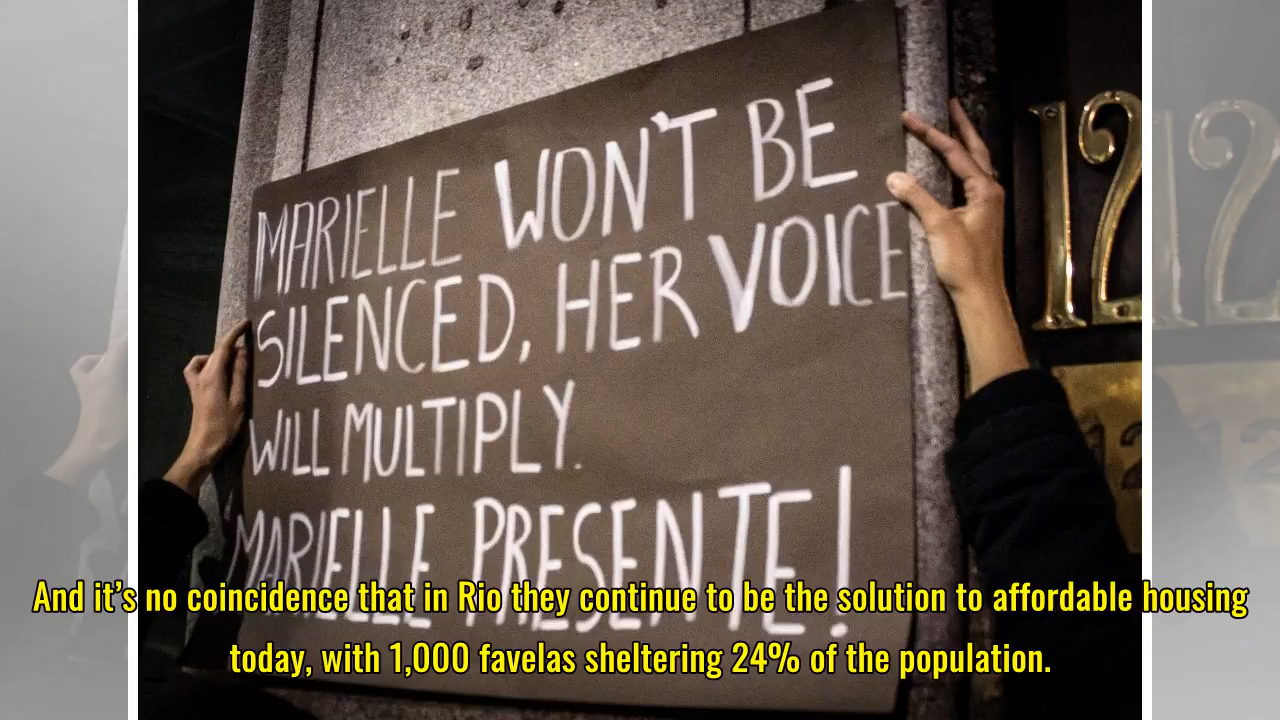 MARIELLE WON'T BE
SILENCED, HER VOICE
WILL MULTIPLY.
MARIELLE PRESENTE!
12
And it's no coincidence that in Rio they continue to be the solution to affordable housing
today, with 1,000 favelas sheltering 24% of the population.